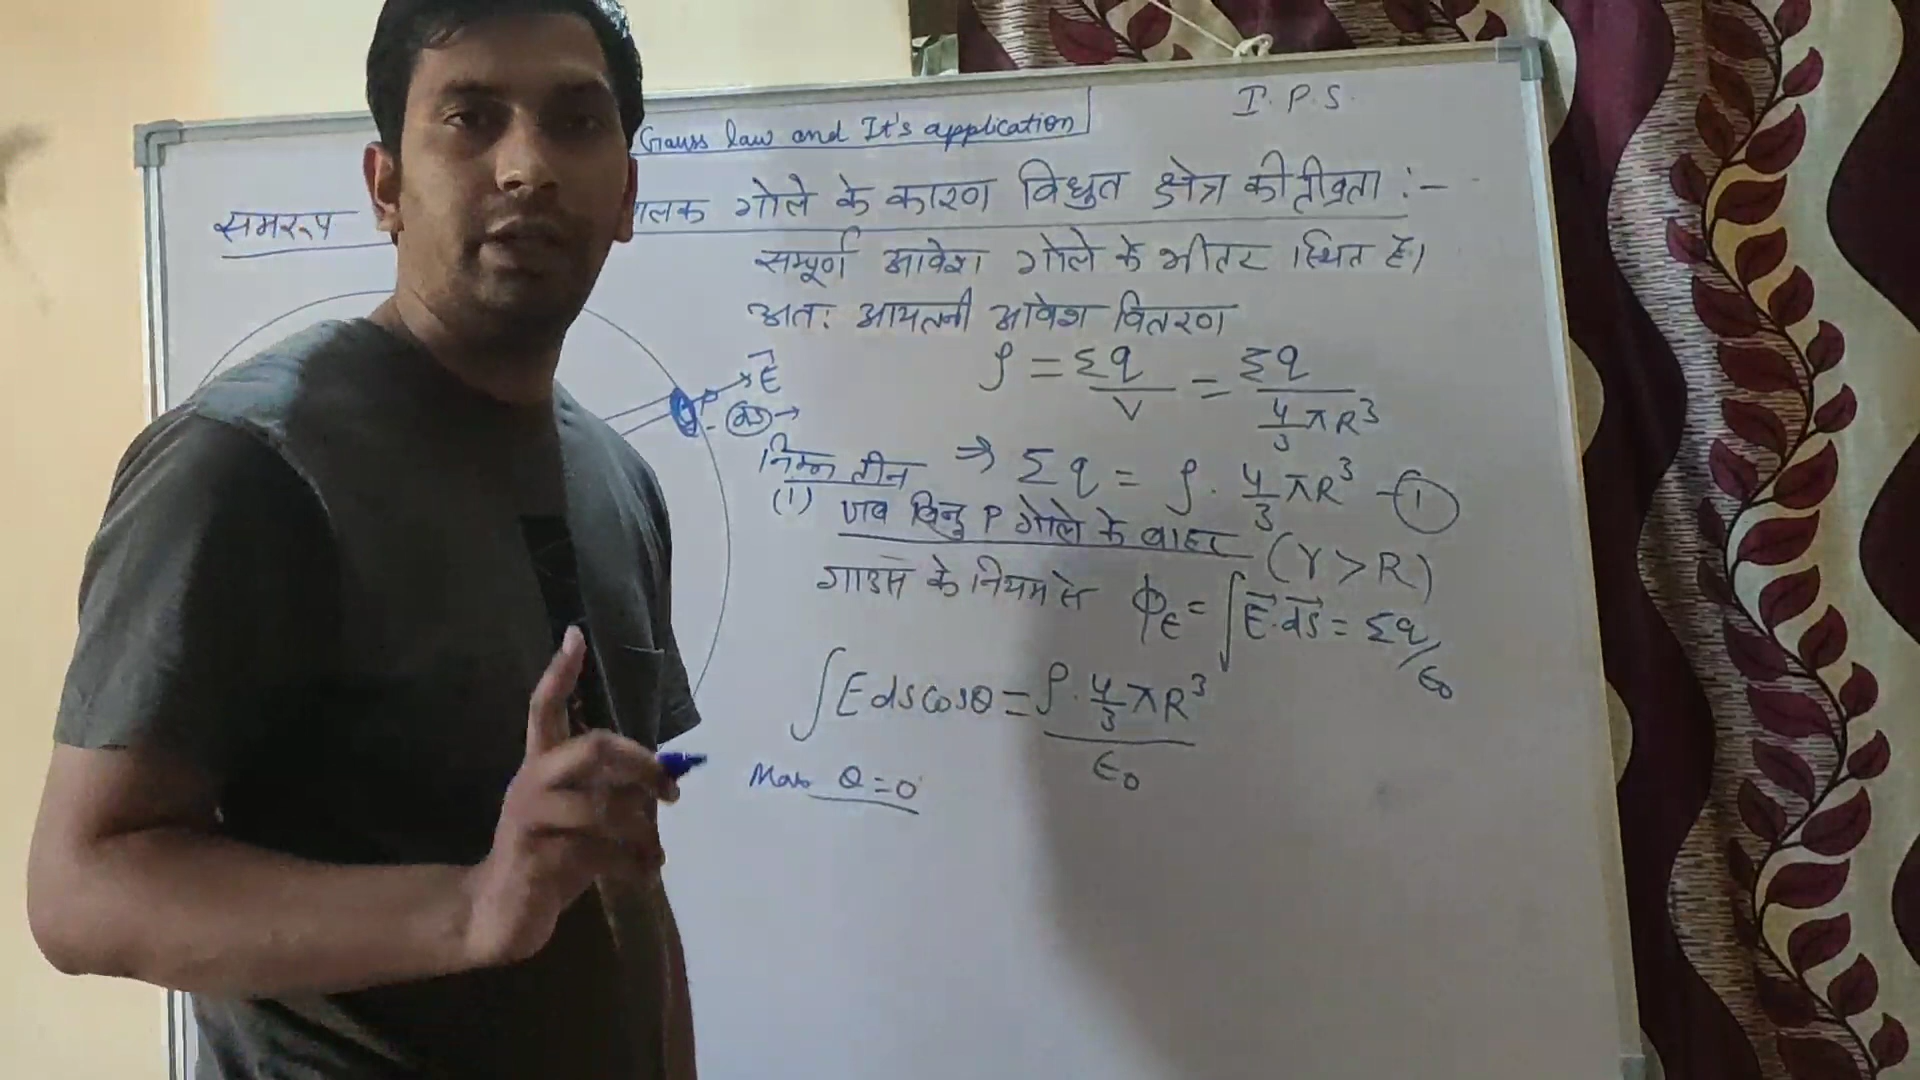 I.P.S.
Gauss law and It's application
समरूप लक गोले के कारण विधुत क्षेत्र की तीव्रता :-
सम्पूर्ण आवेश गोले के भीतर स्थित है।
अतः आयतनी आवेश वितरण
ρ = Σq/V = Σq/(4/3 πR³)
E⃗
P
ds →
निम्न तीन ⇒ Σq = ρ. 4/3 πR³ - ①
(1) जब बिन्दु P गोले के बाहर (r > R)
गाउस के नियम से ϕE = ∫E⃗.ds⃗ = Σq/ε0
∫E ds cosθ = ρ. 4/3 πR³ / ε0
θ = 0